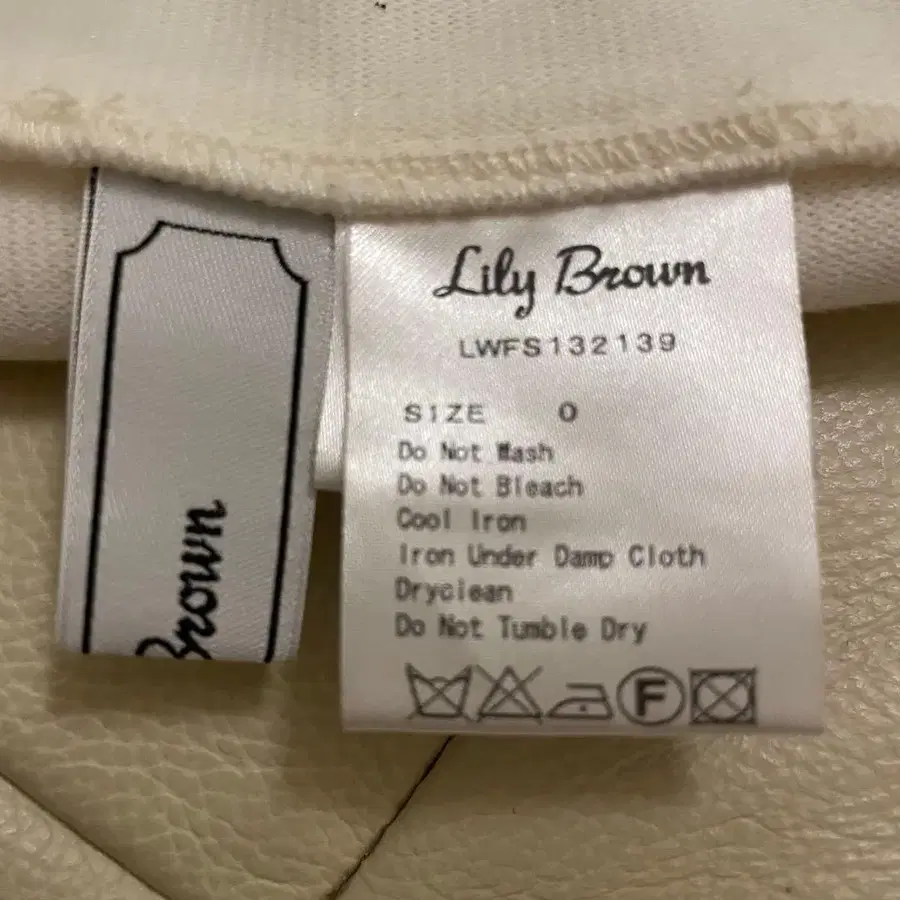 Lily Brown
LWFS132139
SIZE 0
Do Not Wash
Do Not Bleach
Cool Iron
Iron Under Damp Cloth
Dryclean
Do Not Tumble Dry
F
Brown